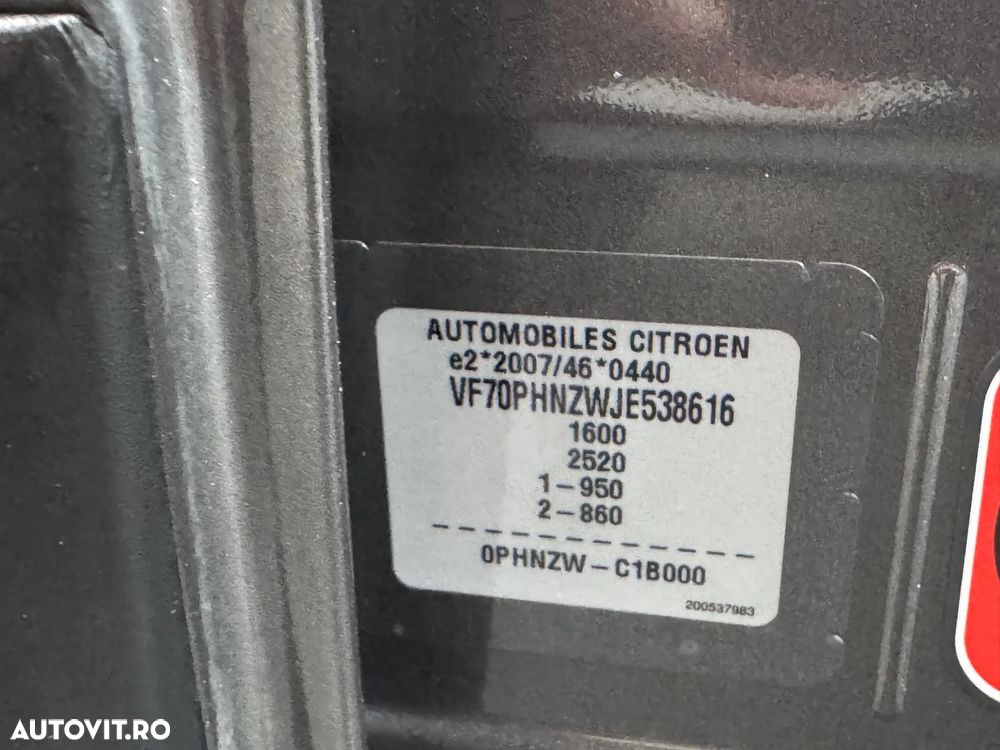 AUTOMOBILES CITROEN
e2*2007/46*0440
VF70PHNZWJE538616
1600
2520
1-950
2-860
0PHNZW-C1B000
200537983
AUTOVIT.RO